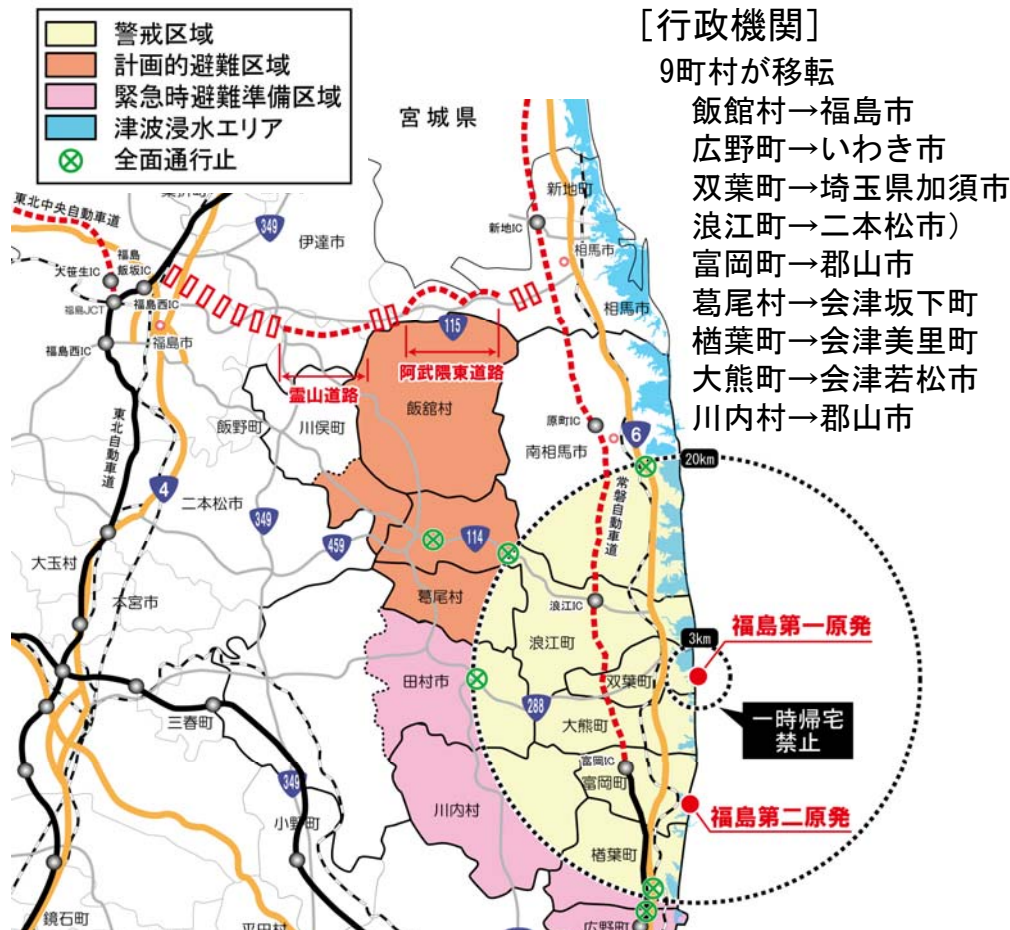 警戒区域
計画的避難区域
緊急時避難準備区域
津波浸水エリア
全面通行止
[行政機関]
9町村が移転
飯館村→福島市
広野町→いわき市
双葉町→埼玉県加須市
浪江町→二本松市）
富岡町→郡山市
葛尾村→会津坂下町
楢葉町→会津美里町
大熊町→会津若松市
川内村→郡山市
宮城県
東北中央自動車道
349
伊達市
新地町
新地IC
相馬市
福島
飯坂IC
大笹生IC
福島JCT
福島西IC
福島市
福島西IC
相馬市
115
阿武隈東道路
霊山道路
飯舘村
飯野町
川俣町
原町IC
6
南相馬市
20km
東北自動車道
4
二本松市
349
459
114
常磐自動車道
大玉村
本宮市
葛尾村
浪江IC
浪江町
3km
福島第一原発
田村市
双葉町
288
大熊町
一時帰宅
禁止
三春町
富岡IC
富岡町
349
小野町
川内村
福島第二原発
楢葉町
鏡石町
平田村
広野町